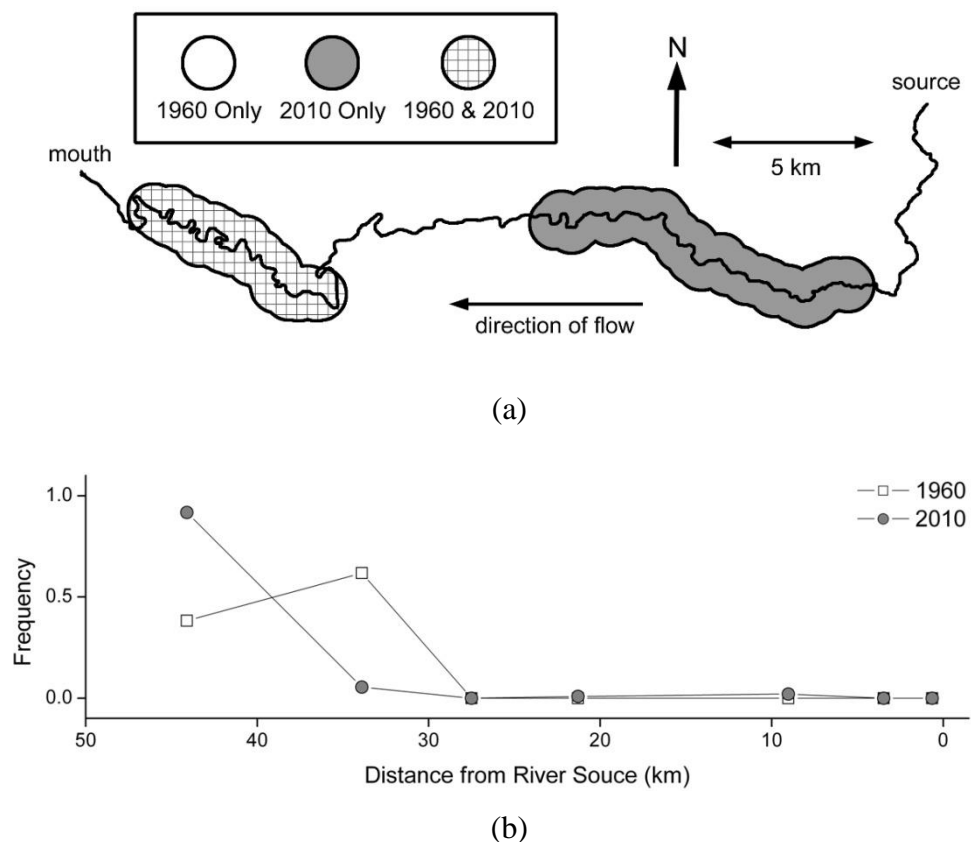 N
source
1960 Only 2010 Only 1960 & 2010
mouth
5 km
direction of flow
(a)
1.0
1960
2010
0.5
Frequency
0.0
50 40 30 20 10 0
Distance from River Souce (km)
(b)